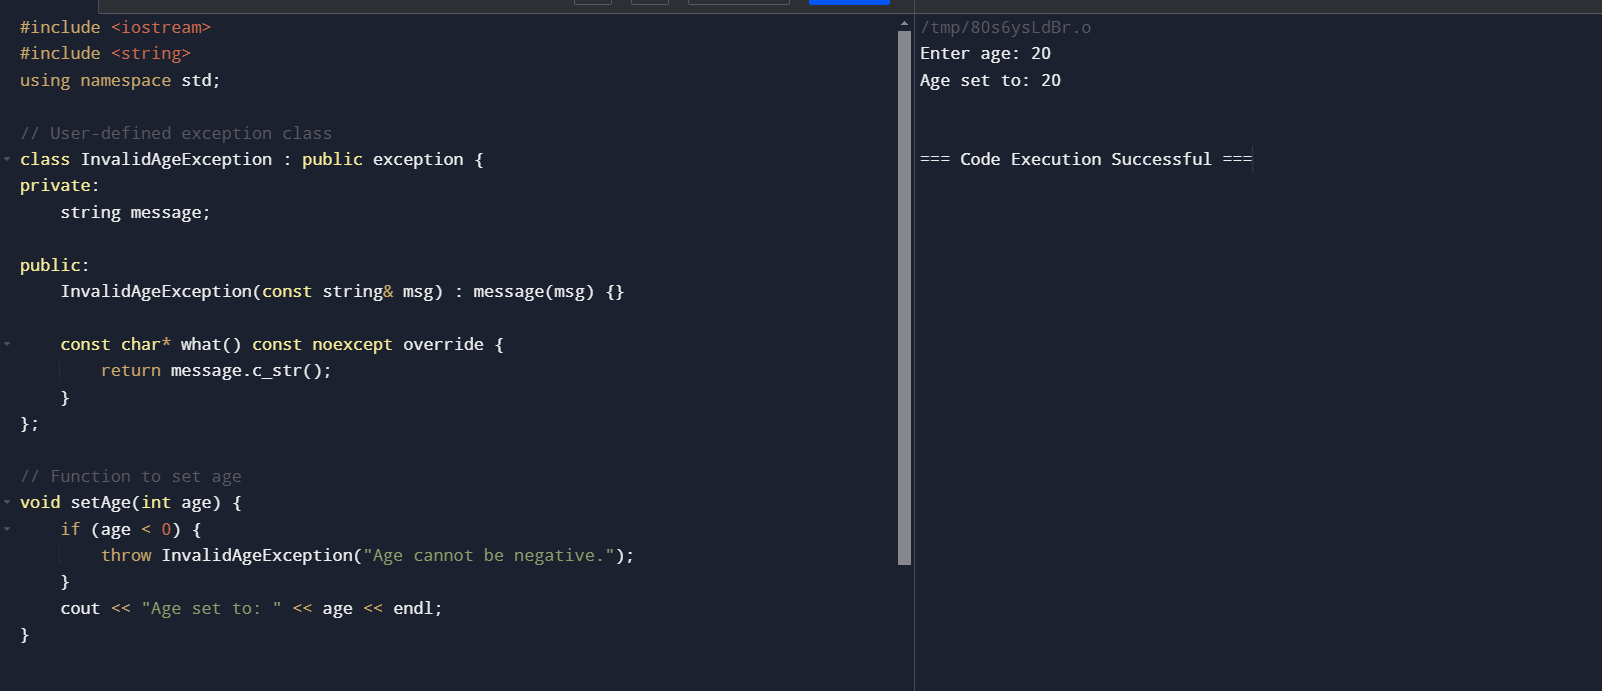 #include <iostream>
#include <string>
using namespace std;
// User-defined exception class
class InvalidAgeException : public exception {
private:
    string message;
public:
    InvalidAgeException(const string& msg) : message(msg) {}
    const char* what() const noexcept override {
        return message.c_str();
    }
};
// Function to set age
void setAge(int age) {
    if (age < 0) {
        throw InvalidAgeException("Age cannot be negative.");
    }
    cout << "Age set to: " << age << endl;
}
/tmp/80s6ysLdBr.o
Enter age: 20
Age set to: 20
=== Code Execution Successful ===